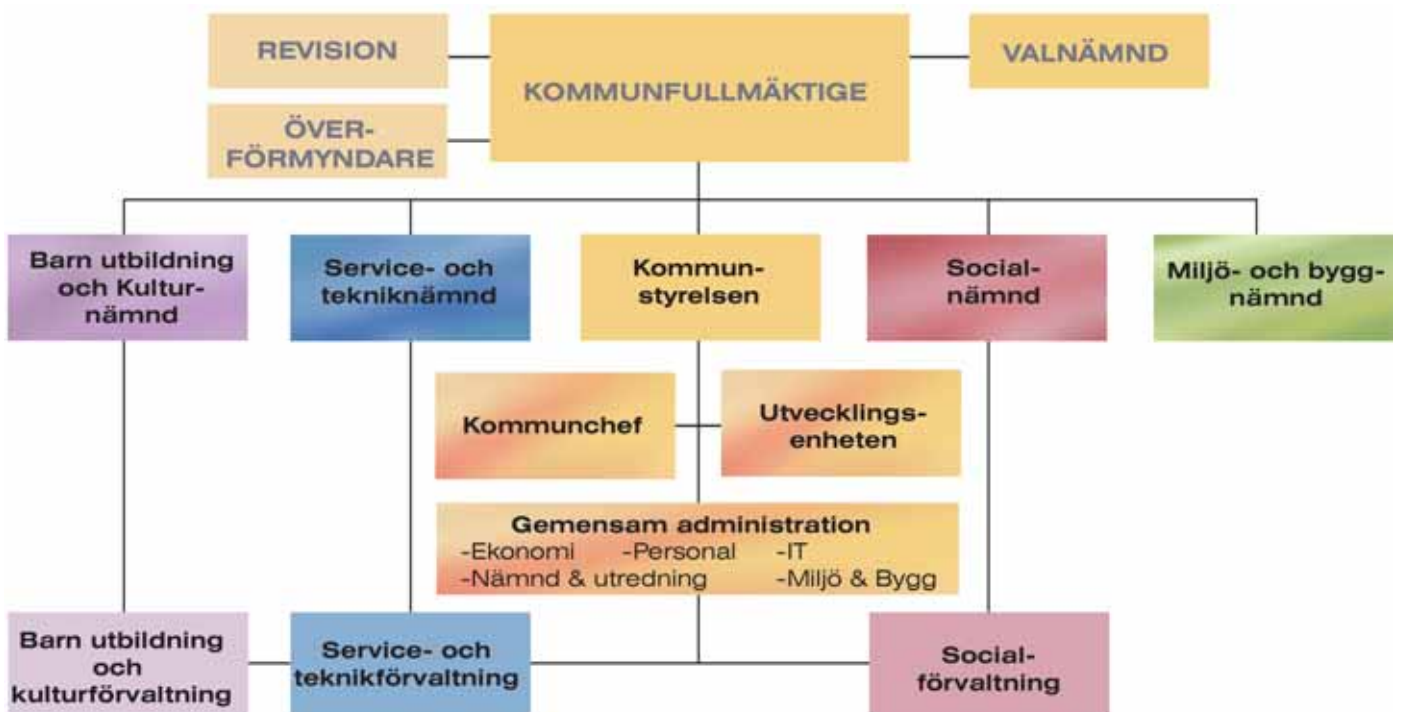 REVISION
KOMMUNFULLMÄKTIGE
VALNÄMND
ÖVER-
FÖRMYNDARE
Barn utbildning
och Kultur-
nämnd
Service- och
tekniknämnd
Kommun-
styrelsen
Social-
nämnd
Miljö- och bygg-
nämnd
Kommunchef
Utvecklings-
enheten
Gemensam administration
-Ekonomi -Personal -IT
-Nämnd & utredning -Miljö & Bygg
Barn utbildning
och
kulturförvaltning
Service- och
teknikförvaltning
Social-
förvaltning